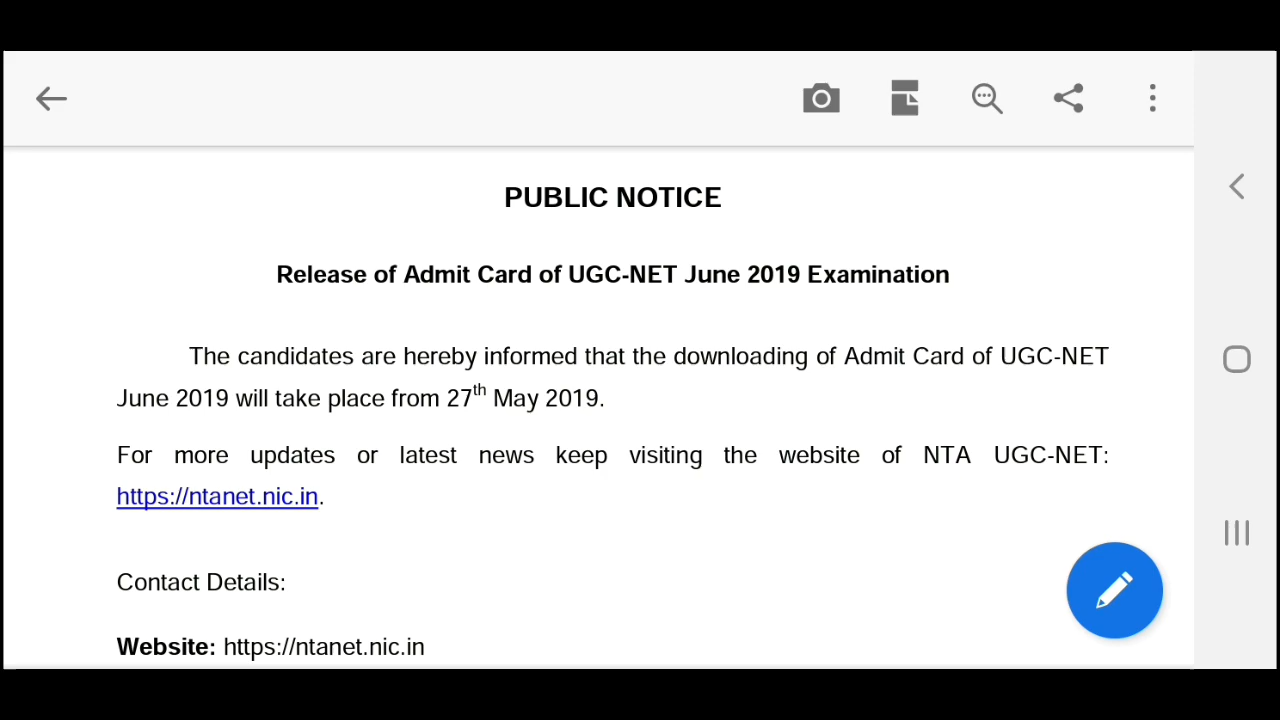 PUBLIC NOTICE
Release of Admit Card of UGC-NET June 2019 Examination
The candidates are hereby informed that the downloading of Admit Card of UGC-NET
June 2019 will take place from 27th May 2019.
For more updates or latest news keep visiting the website of NTA UGC-NET:
https://ntanet.nic.in.
Contact Details:
Website: https://ntanet.nic.in